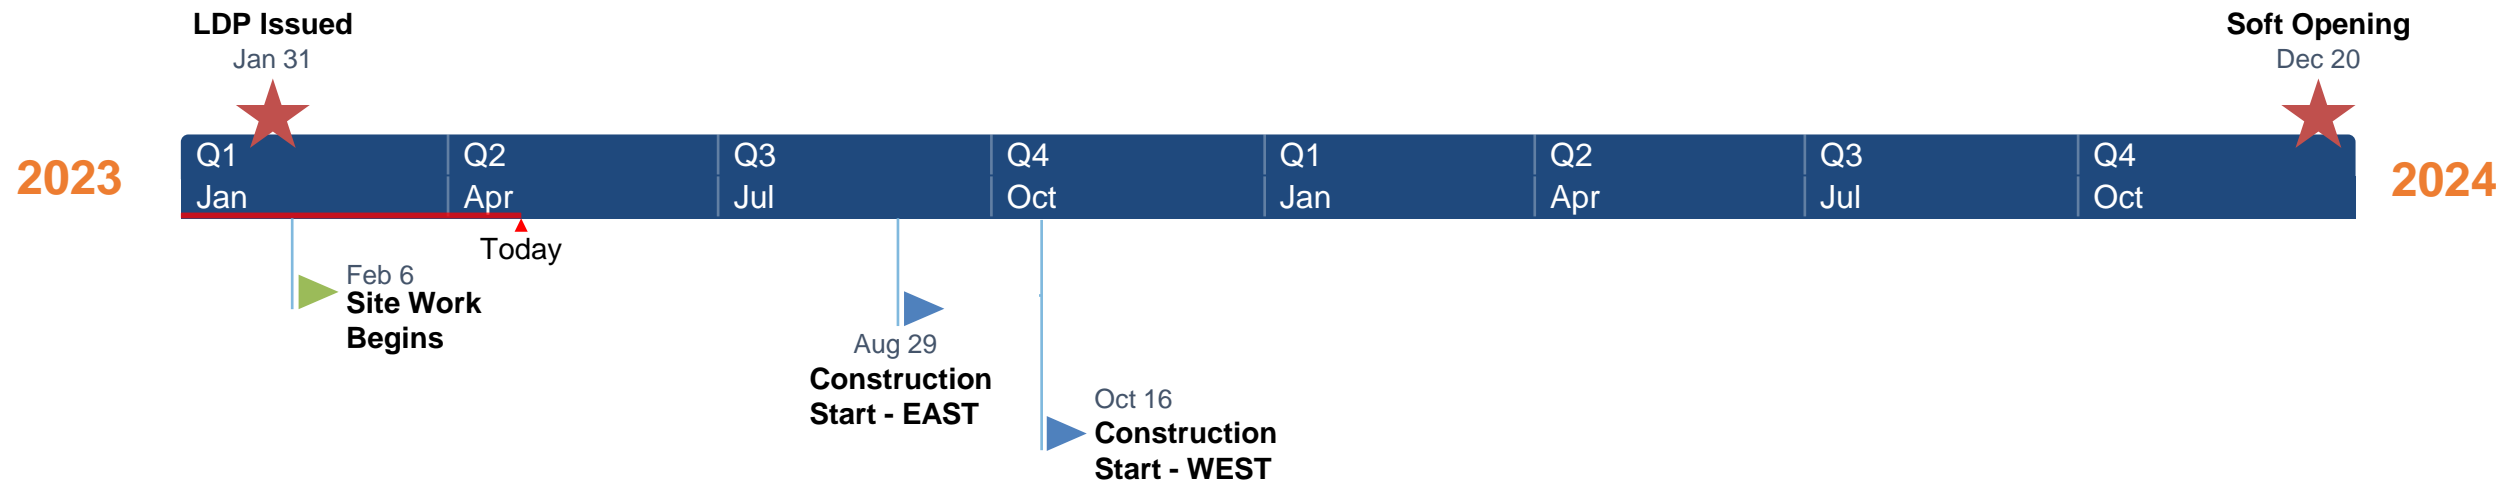 LDP Issued
Jan 31
Soft Opening
Dec 20
2023
Q1 Q2 Q3 Q4 Q1 Q2 Q3 Q4
Jan Apr Jul Oct Jan Apr Jul Oct
2024
Today
Feb 6
Site Work
Begins
Aug 29
Construction
Start - EAST
Oct 16
Construction
Start - WEST